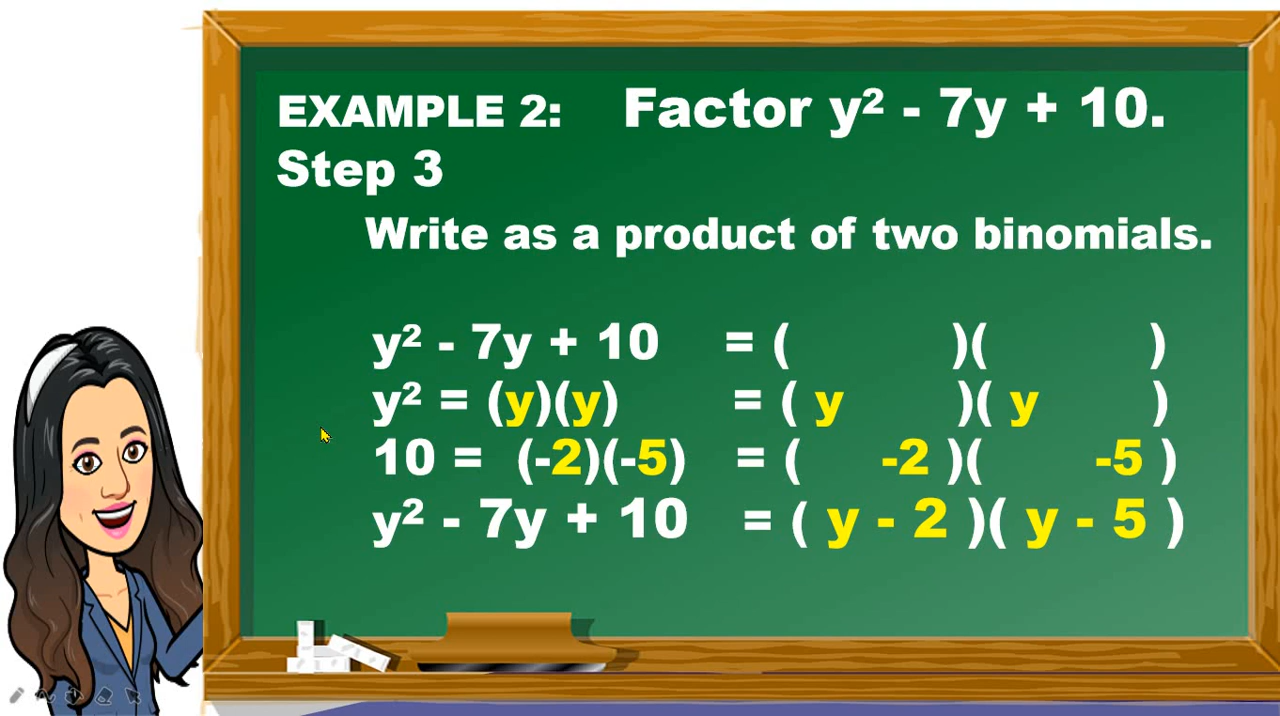 EXAMPLE 2: Factor y² - 7y + 10.
Step 3
Write as a product of two binomials.
y² - 7y + 10 = ( )( )
y² = (y)(y) = ( y )( y )
10 = (-2)(-5) = ( -2 )( -5 )
y² - 7y + 10 = ( y - 2 )( y - 5 )